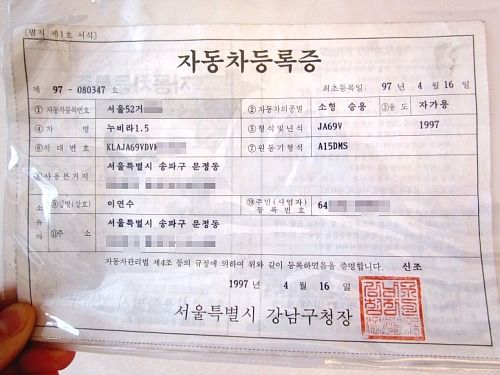 [별지 제1호 서식]
자동차등록증
제 97 - 080347 호 최초등록일: 97년 4월 16일
① 자동차등록번호 서울52거 ② 자동차의종별 소형 승용 ③ 용도 자가용
④ 차 명 누비라1.5 ⑤ 형식및년식 JA69V 1997
⑥ 차대번호 KLAJA69VDV ⑦ 원동기형식 A15DMS
⑧ 사용본거지 서울특별시 송파구 문정동
소유자 ⑨ 성명(상호) 이연수 ⑩ 주민(사업자)등록번호 64
⑪ 주 소 서울특별시 송파구 문정동
자동차관리법 제4조 등의 규정에 의하여 위와 같이 등록하였음을 증명합니다. 신조
1997 년 4 월 16 일
서울특별시 강남구청장